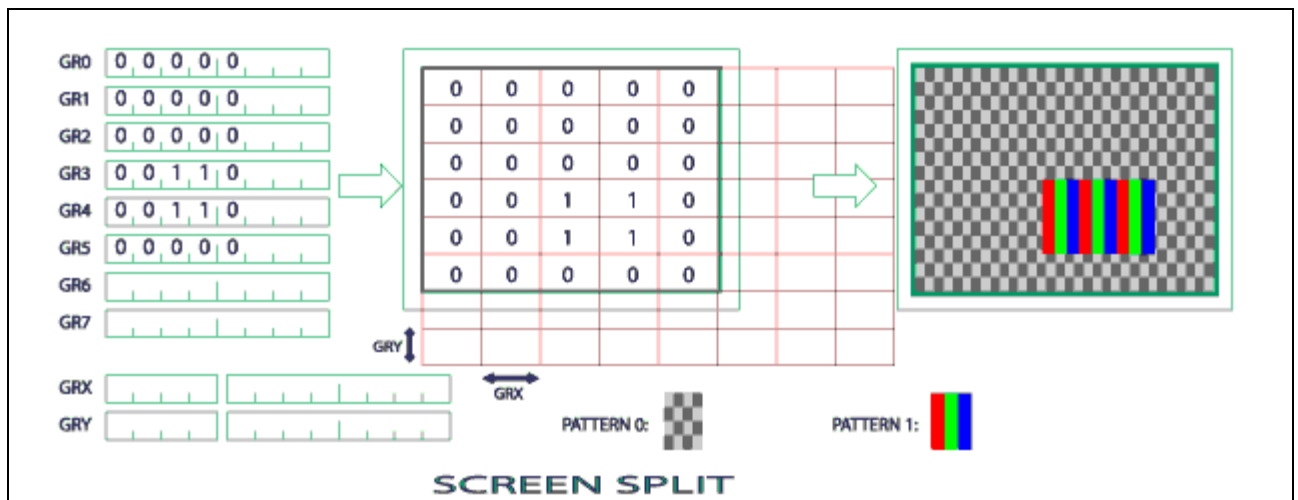 GR0 0 0 0 0 0
GR1 0 0 0 0 0
GR2 0 0 0 0 0
GR3 0 0 1 1 0
GR4 0 0 1 1 0
GR5 0 0 0 0 0
GR6
GR7
GRX
GRY
0 0 0 0 0
0 0 0 0 0
0 0 0 0 0
0 0 1 1 0
0 0 1 1 0
0 0 0 0 0
GRY
GRX
PATTERN 0:
PATTERN 1:
SCREEN SPLIT